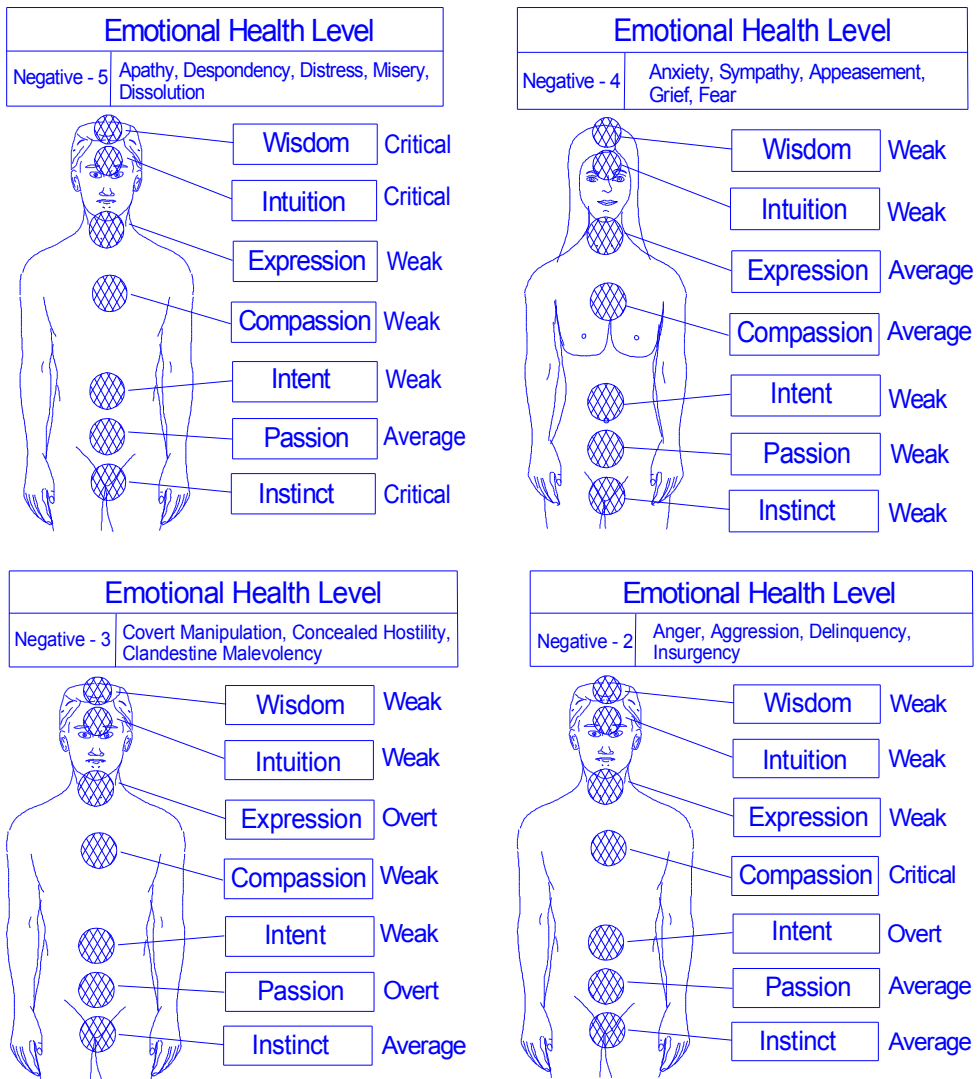 Emotional Health Level
Negative - 5
Apathy, Despondency, Distress, Misery,
Dissolution
Wisdom Critical
Intuition Critical
Expression Weak
Compassion Weak
Intent Weak
Passion Average
Instinct Critical
Emotional Health Level
Negative - 4
Anxiety, Sympathy, Appeasement,
Grief, Fear
Wisdom Weak
Intuition Weak
Expression Average
Compassion Average
Intent Weak
Passion Weak
Instinct Weak
Emotional Health Level
Negative - 3
Covert Manipulation, Concealed Hostility,
Clandestine Malevolency
Wisdom Weak
Intuition Weak
Expression Overt
Compassion Weak
Intent Weak
Passion Overt
Instinct Average
Emotional Health Level
Negative - 2
Anger, Aggression, Delinquency,
Insurgency
Wisdom Weak
Intuition Weak
Expression Weak
Compassion Critical
Intent Overt
Passion Average
Instinct Average